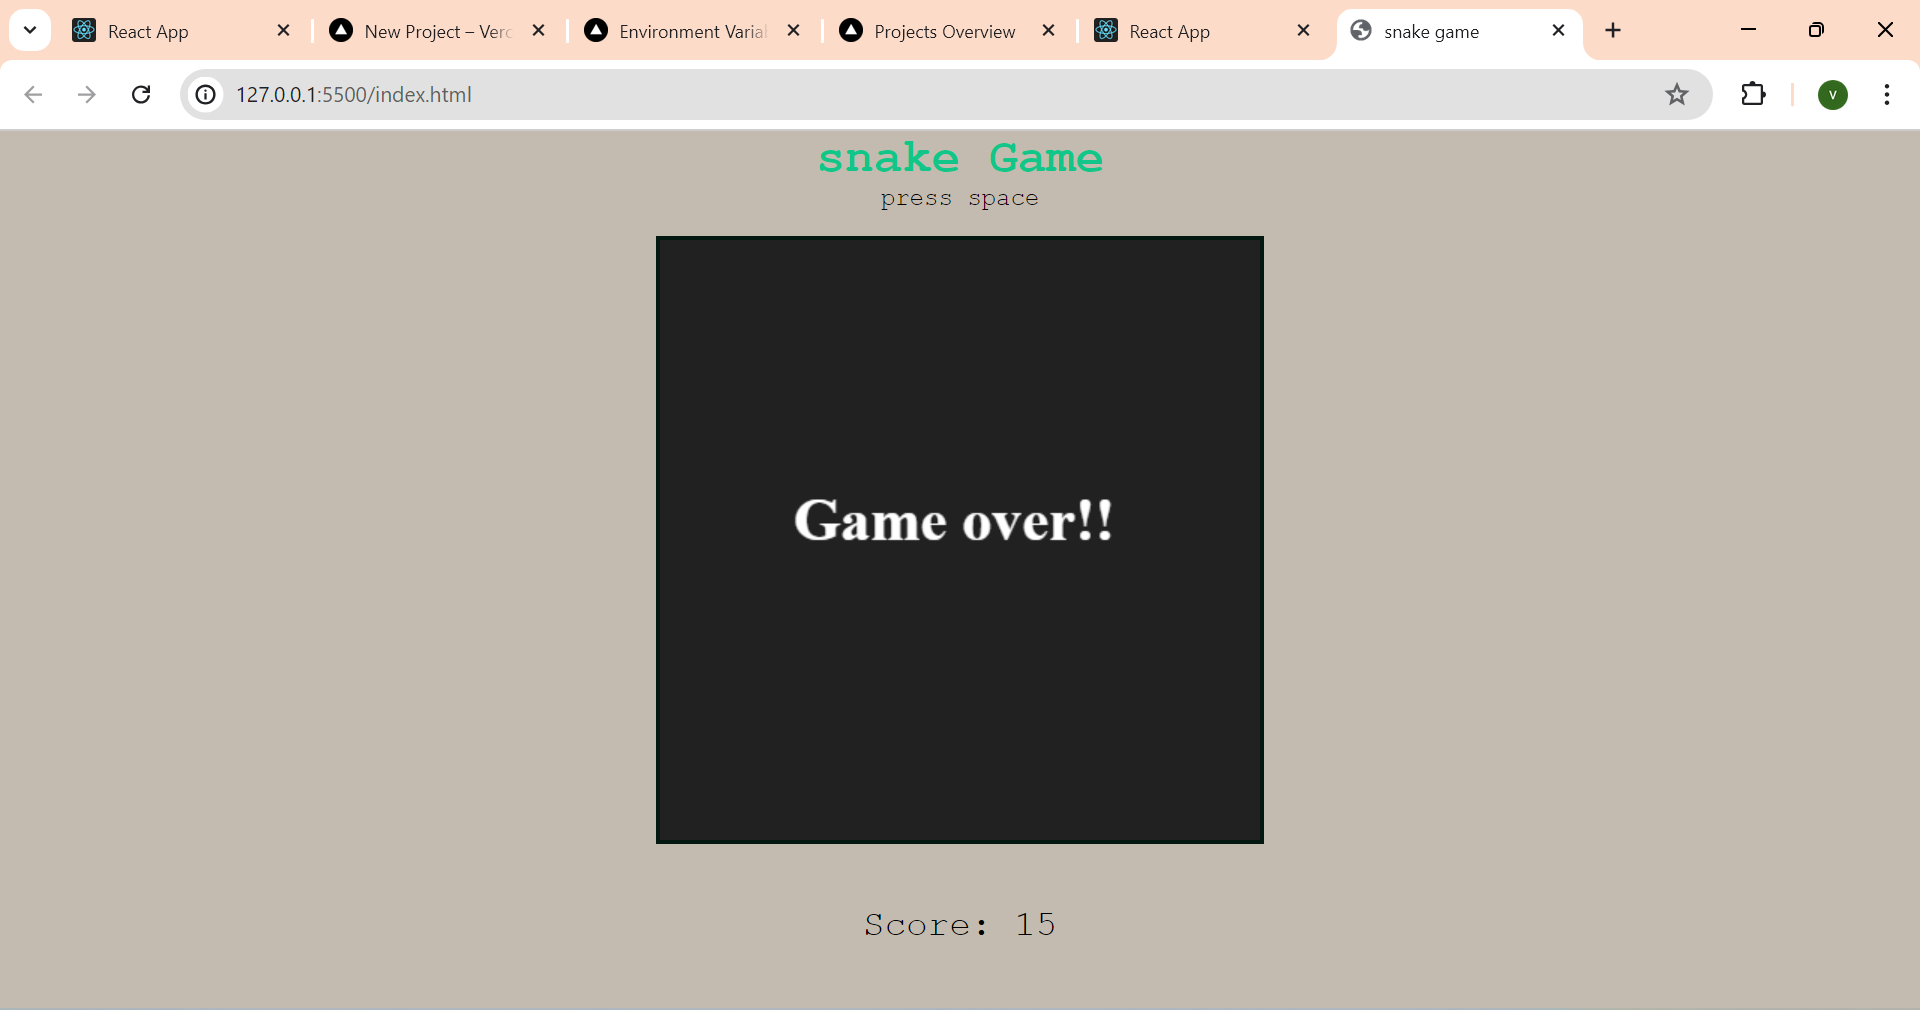 React App
New Project – Verc
Environment Varial
Projects Overview
React App
snake game
127.0.0.1:5500/index.html
V
snake Game
press space
Game over!!
Score: 15